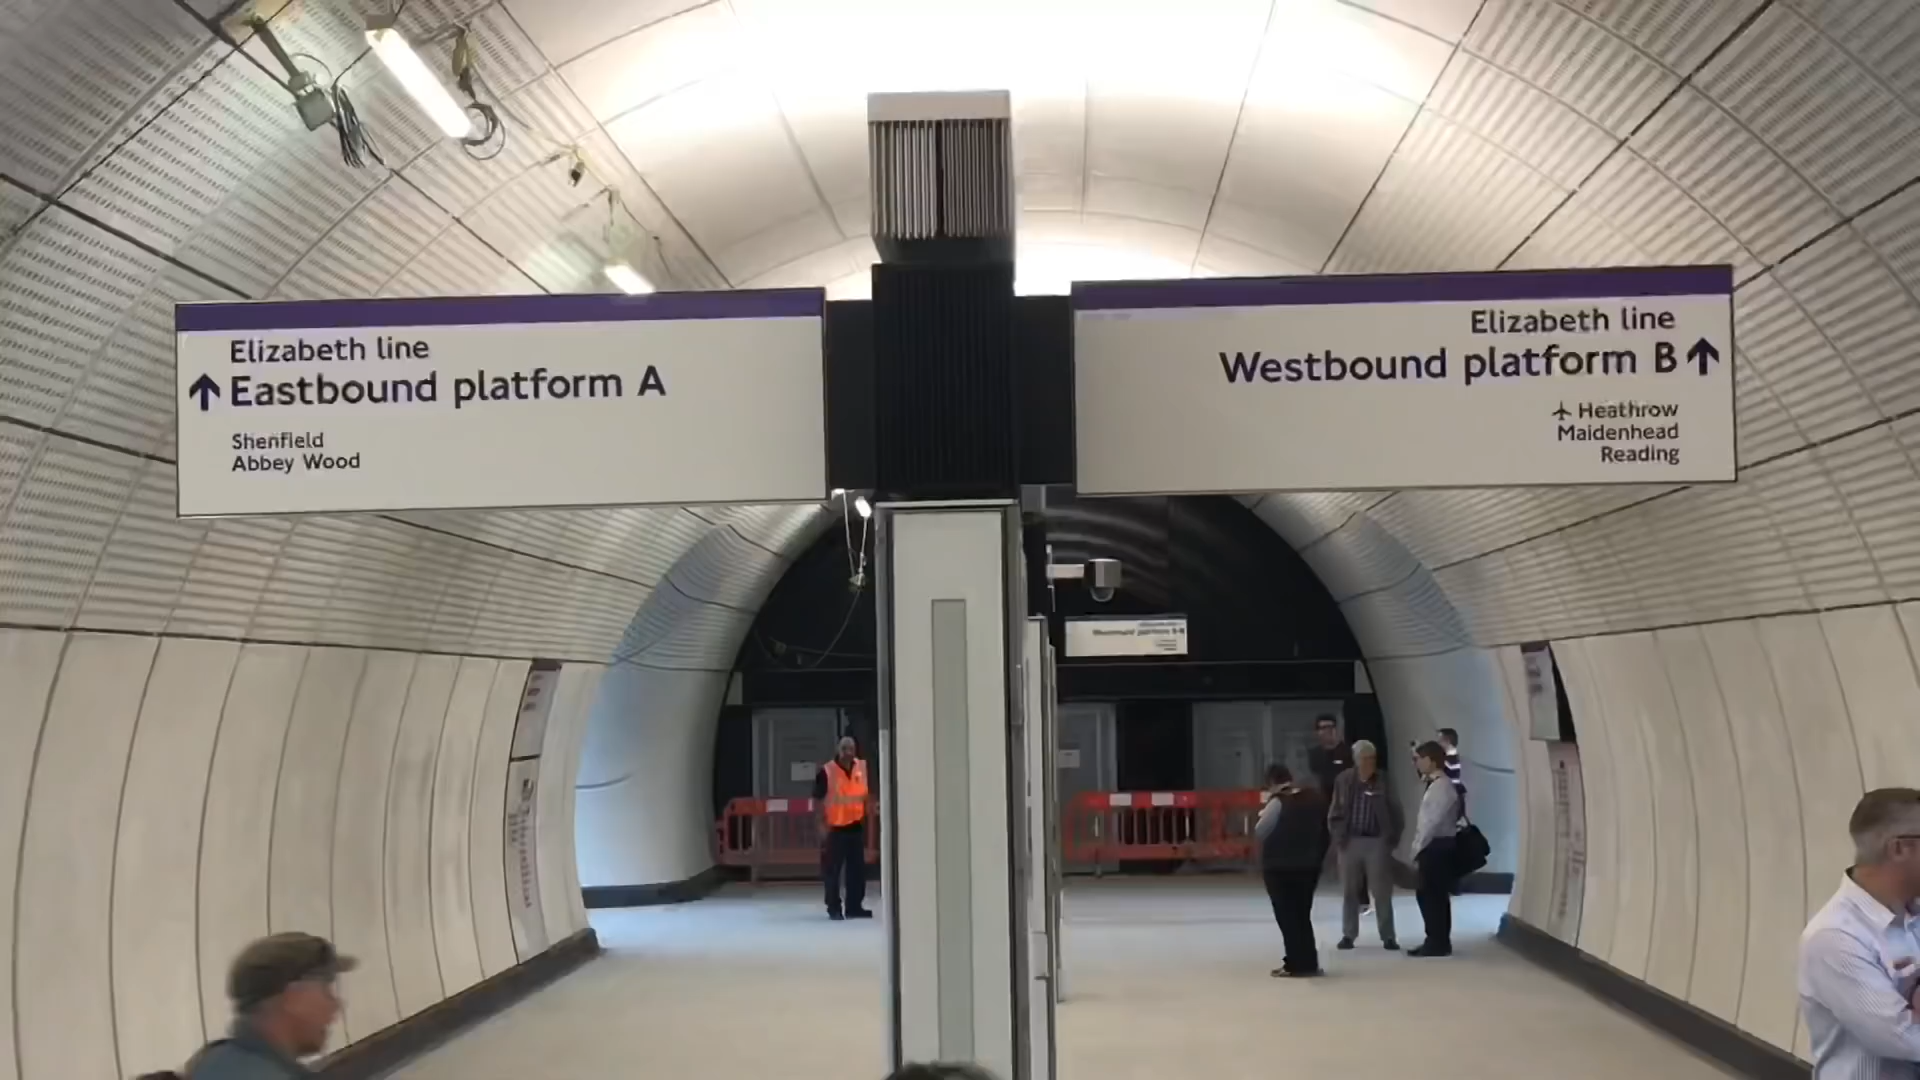 Elizabeth line
Eastbound platform A
Shenfield
Abbey Wood
Elizabeth line
Westbound platform B
Heathrow
Maidenhead
Reading